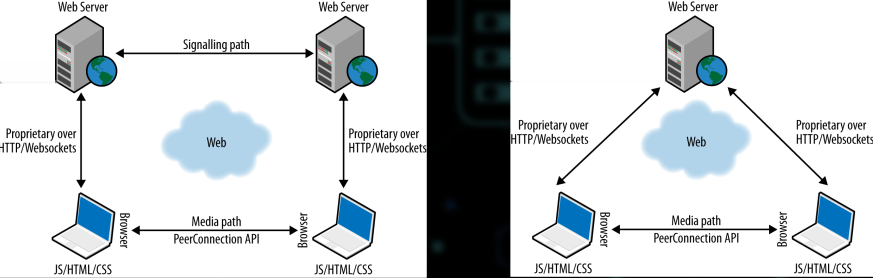 Web Server
Web Server
Signalling path
Proprietary over
HTTP/Websockets
Web
Proprietary over
HTTP/Websockets
Browser
Media path
PeerConnection API
Browser
JS/HTML/CSS
JS/HTML/CSS
Web Server
Proprietary over
HTTP/Websockets
Web
Proprietary over
HTTP/Websockets
Browser
Media path
PeerConnection API
Browser
JS/HTML/CSS
JS/HTML/CSS